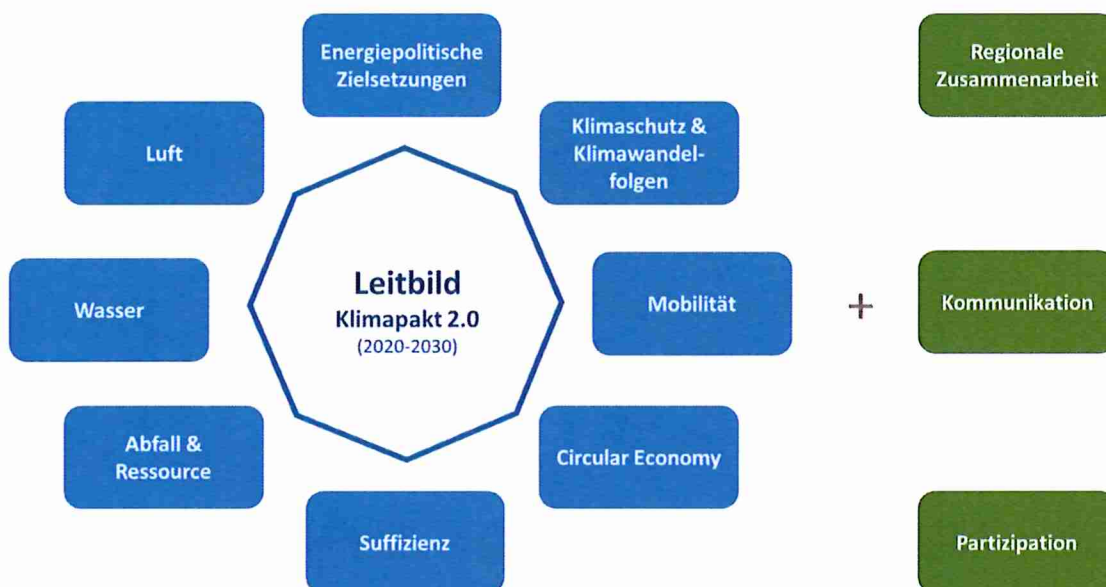 Energiepolitische
Zielsetzungen
Regionale
Zusammenarbeit
Luft
Klimaschutz &
Klimawandel-
folgen
Leitbild
Klimapakt 2.0
(2020-2030)
Wasser
Mobilität
+
Kommunikation
Abfall &
Ressource
Circular Economy
Suffizienz
Partizipation